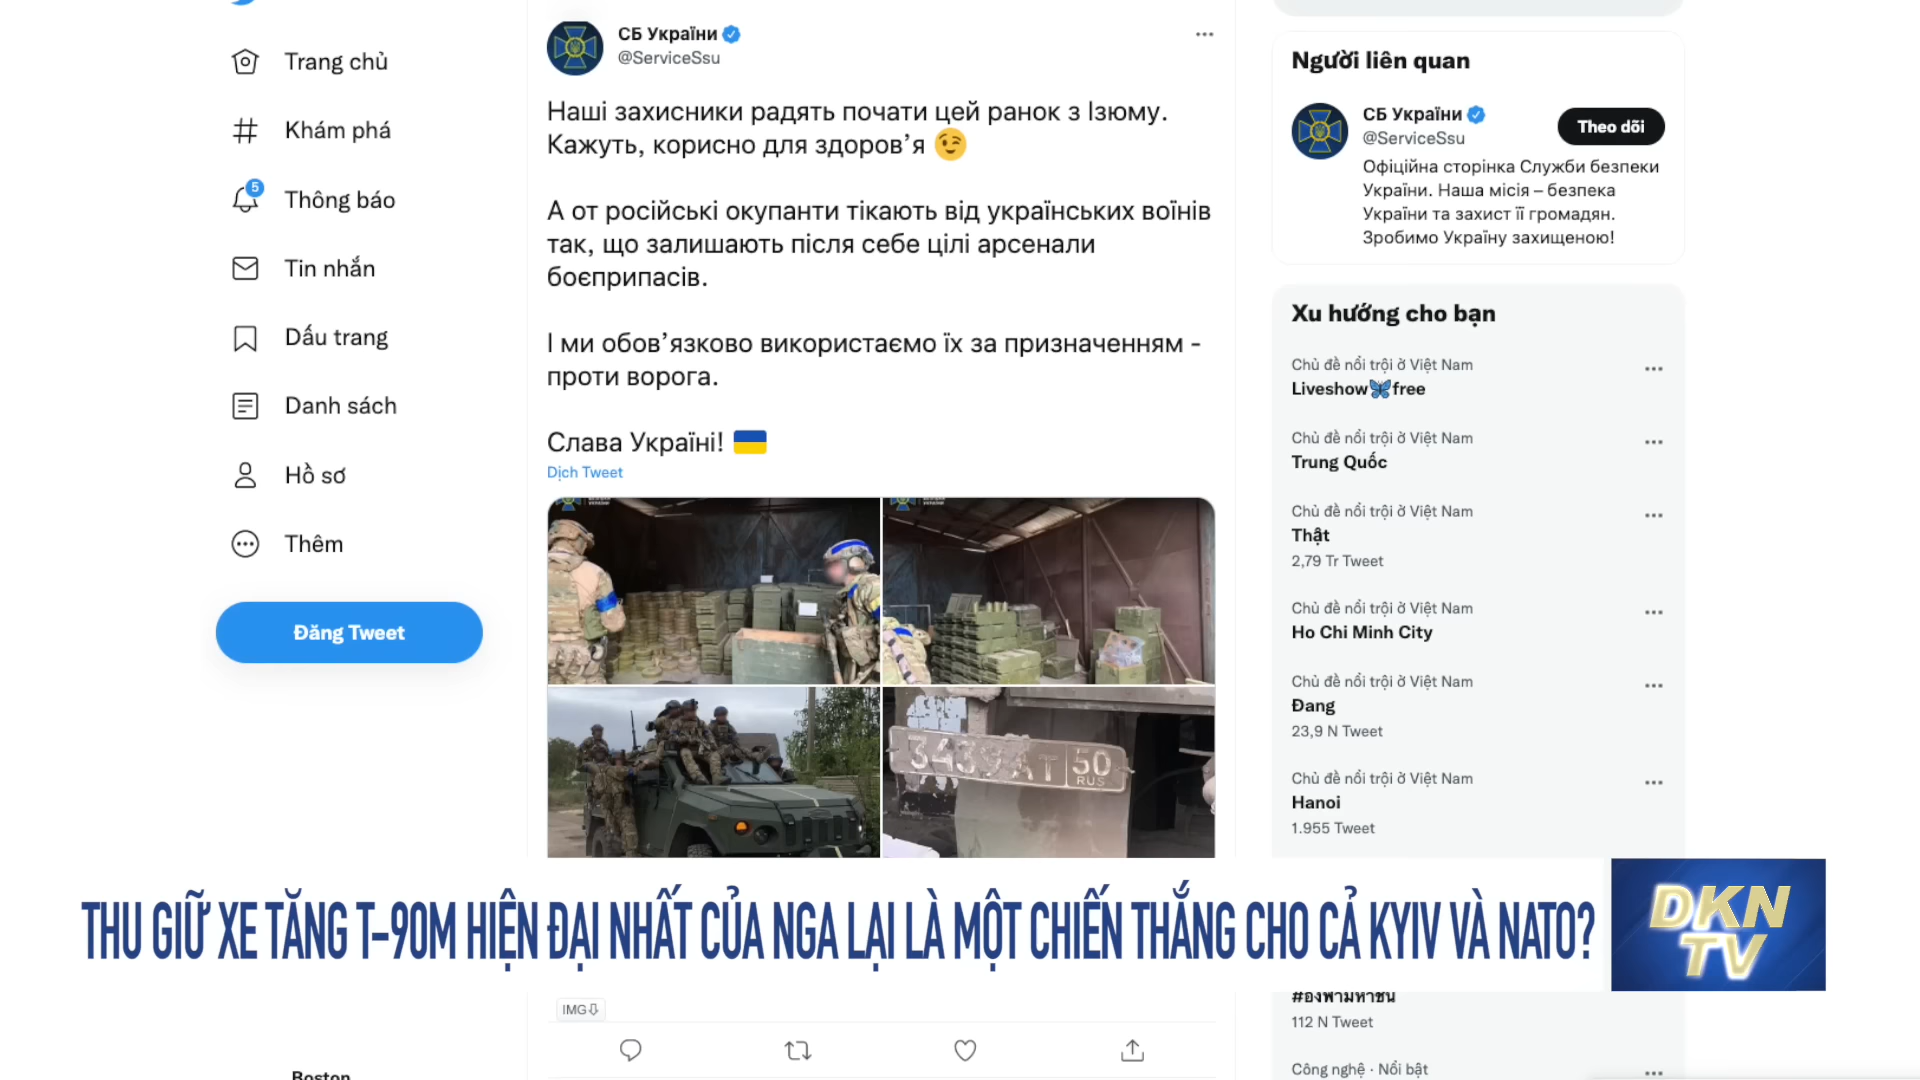 Trang chủ
Khám phá
5
Thông báo
Tin nhắn
Dấu trang
Danh sách
Hồ sơ
Thêm
Đăng Tweet
Boston
СБ України
@ServiceSsu
Наші захисники радять почати цей ранок з Ізюму.
Кажуть, корисно для здоров’я 😉
А от російські окупанти тікають від українських воїнів
так, що залишають після себе цілі арсенали
боєприпасів.
І ми обов’язково використаємо їх за призначенням -
проти ворога.
Слава Україні! 🇺🇦
Dịch Tweet
3439 АТ 50
RUS
IMG⇩
Người liên quan
СБ України
@ServiceSsu
Theo dõi
Офіційна сторінка Служби безпеки
України. Наша місія – безпека
України та захист її громадян.
Зробимо Україну захищеною!
Xu hướng cho bạn
Chủ đề nổi trội ở Việt Nam
Liveshow🦋free
Chủ đề nổi trội ở Việt Nam
Trung Quốc
Chủ đề nổi trội ở Việt Nam
Thật
2,79 Tr Tweet
Chủ đề nổi trội ở Việt Nam
Ho Chi Minh City
Chủ đề nổi trội ở Việt Nam
Đang
23,9 N Tweet
Chủ đề nổi trội ở Việt Nam
Hanoi
1.955 Tweet
112 N Tweet
Công nghệ · Nổi bật
THU GIỮ XE TĂNG T-90M HIỆN ĐẠI NHẤT CỦA NGA LẠI LÀ MỘT CHIẾN THẮNG CHO CẢ KYIV VÀ NATO?
DKN
TV